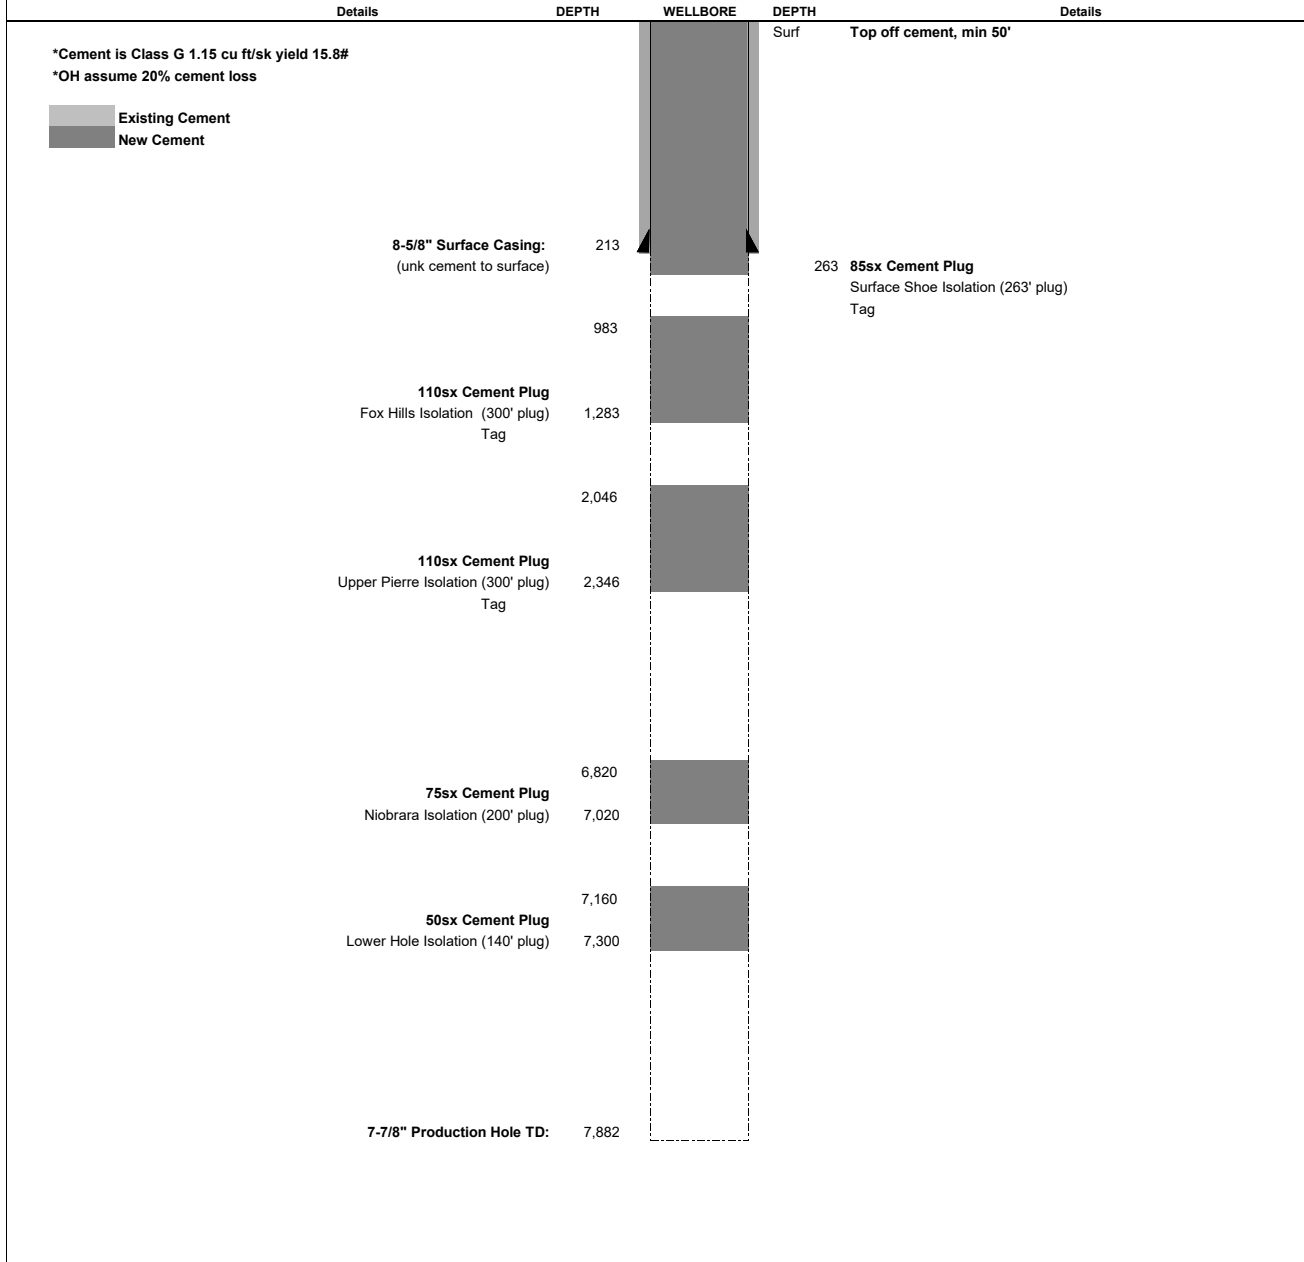 Details DEPTH WELLBORE DEPTH Details
Surf Top off cement, min 50'
*Cement is Class G 1.15 cu ft/sk yield 15.8#
*OH assume 20% cement loss
Existing Cement
New Cement
8-5/8" Surface Casing: 213
(unk cement to surface)
263 85sx Cement Plug
Surface Shoe Isolation (263' plug)
Tag
983
110sx Cement Plug
Fox Hills Isolation (300' plug) 1,283
Tag
2,046
110sx Cement Plug
Upper Pierre Isolation (300' plug) 2,346
Tag
6,820
75sx Cement Plug
Niobrara Isolation (200' plug) 7,020
7,160
50sx Cement Plug
Lower Hole Isolation (140' plug) 7,300
7-7/8" Production Hole TD: 7,882